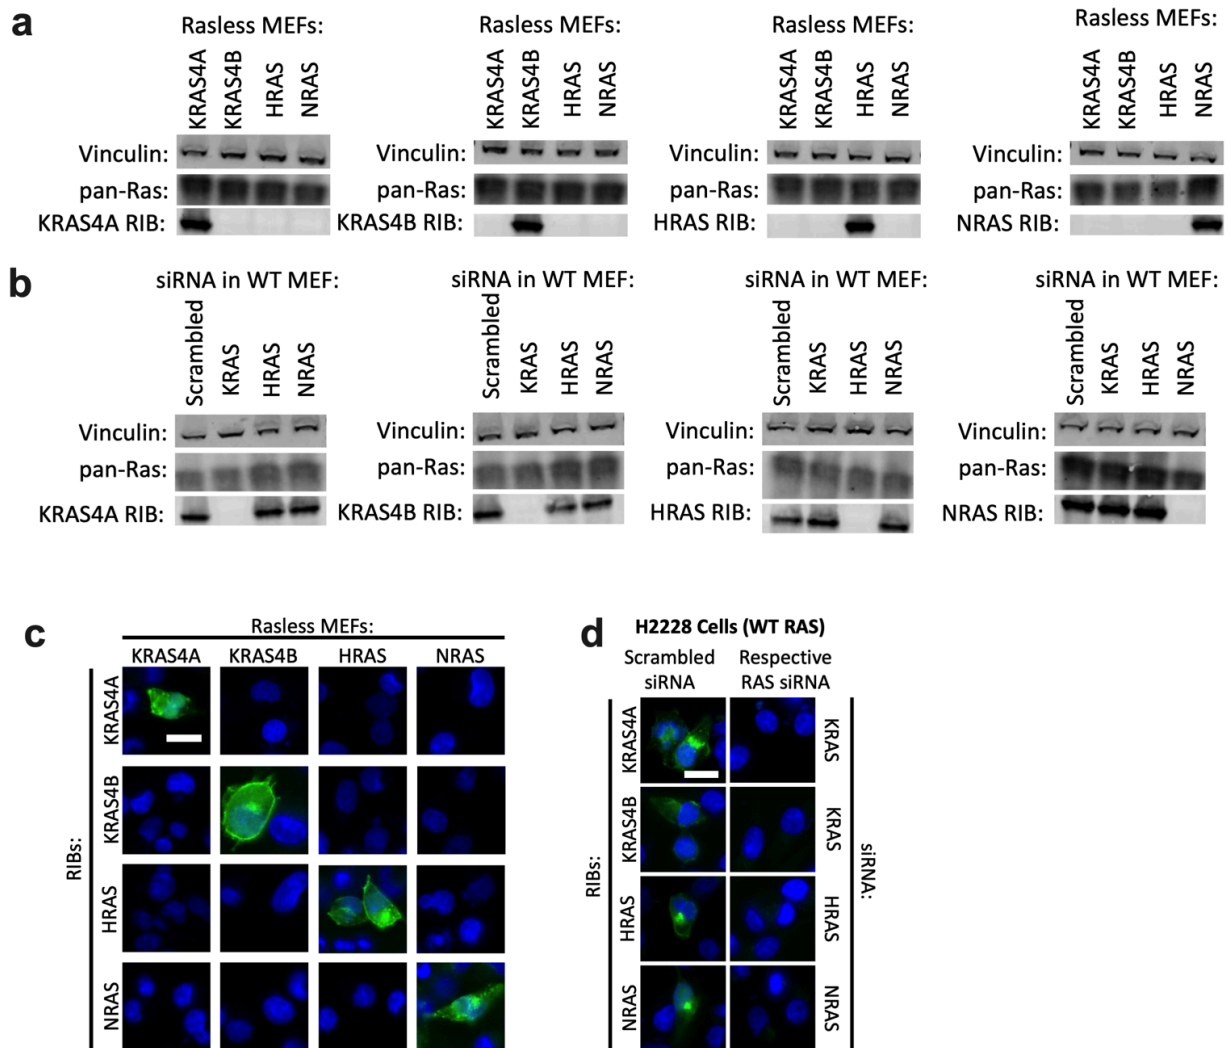 a
Rasless MEFs: Rasless MEFs: Rasless MEFs: Rasless MEFs:
KRAS4A KRAS4B HRAS NRAS KRAS4A KRAS4B HRAS NRAS KRAS4A KRAS4B HRAS NRAS KRAS4A KRAS4B HRAS NRAS
Vinculin: Vinculin: Vinculin: Vinculin:
pan-Ras: pan-Ras: pan-Ras: pan-Ras:
KRAS4A RIB: KRAS4B RIB: HRAS RIB: NRAS RIB:
b
siRNA in WT MEF: siRNA in WT MEF: siRNA in WT MEF: siRNA in WT MEF:
Scrambled KRAS HRAS NRAS Scrambled KRAS HRAS NRAS Scrambled KRAS HRAS NRAS Scrambled KRAS HRAS NRAS
Vinculin: Vinculin: Vinculin: Vinculin:
pan-Ras: pan-Ras: pan-Ras: pan-Ras:
KRAS4A RIB: KRAS4B RIB: HRAS RIB: NRAS RIB:
c
Rasless MEFs:
KRAS4A KRAS4B HRAS NRAS
RIBs:
KRAS4A
KRAS4B
HRAS
NRAS
d
H2228 Cells (WT RAS)
Scrambled siRNA
Respective RAS siRNA
RIBs:
KRAS4A KRAS
KRAS4B KRAS
HRAS HRAS
NRAS NRAS
siRNA: